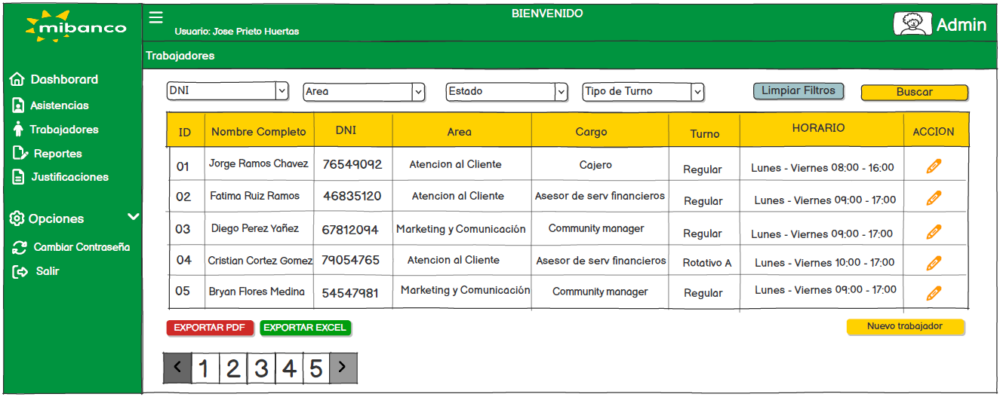 mibanco
BIENVENIDO
Usuario: Jose Prieto Huertas
Admin
Trabajadores
Dashborard
Asistencias
Trabajadores
Reportes
Justificaciones
Opciones
Cambiar Contraseña
Salir
DNI Area Estado Tipo de Turno Limpiar Filtros Buscar
ID Nombre Completo DNI Area Cargo Turno HORARIO ACCION
01 Jorge Ramos Chavez 76549092 Atencion al Cliente Cajero Regular Lunes - Viernes 08:00 - 16:00
02 Fatima Ruiz Ramos 46835120 Atencion al Cliente Asesor de serv financieros Regular Lunes - Viernes 09:00 - 17:00
03 Diego Perez Yañez 67812094 Marketing y Comunicación Community manager Regular Lunes - Viernes 09:00 - 17:00
04 Cristian Cortez Gomez 79054765 Atencion al Cliente Asesor de serv financieros Rotativo A Lunes - Viernes 10:00 - 17:00
05 Bryan Flores Medina 54547981 Marketing y Comunicación Community manager Regular Lunes - Viernes 09:00 - 17:00
EXPORTAR PDF EXPORTAR EXCEL Nuevo trabajador
< 1 2 3 4 5 >